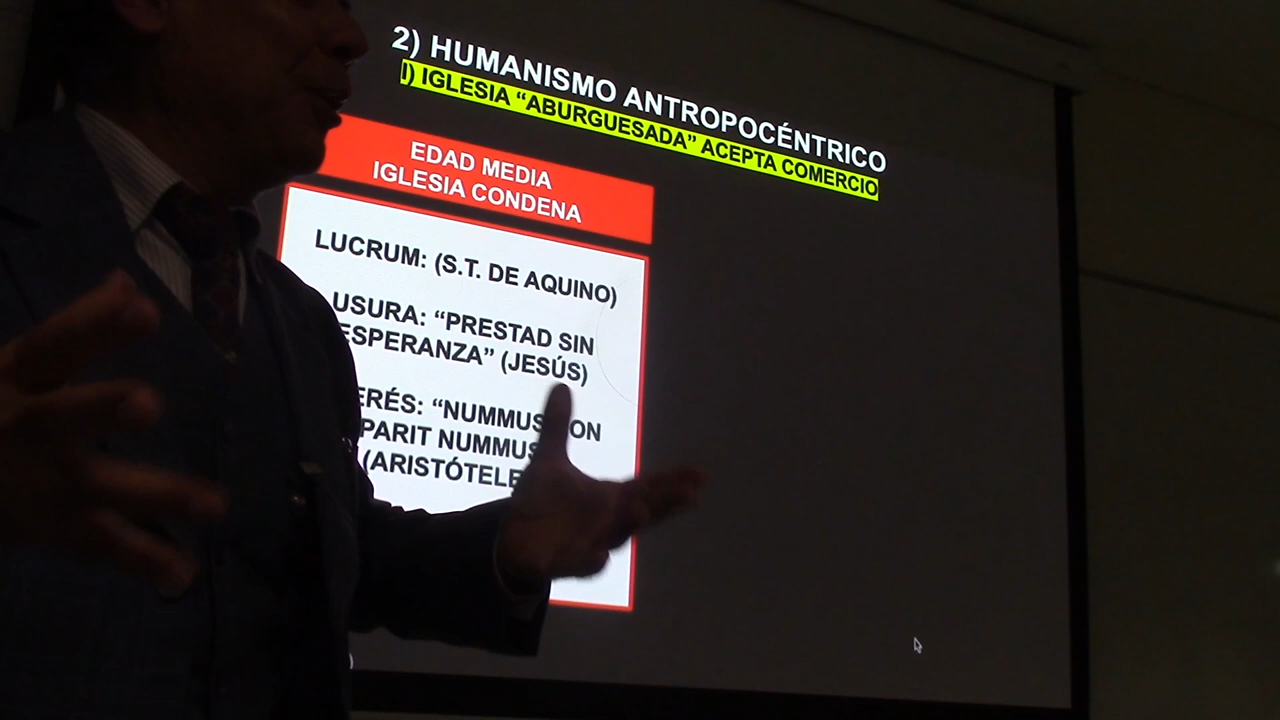 2) HUMANISMO ANTROPOCÉNTRICO
I) IGLESIA “ABURGUESADA” ACEPTA COMERCIO
EDAD MEDIA
IGLESIA CONDENA
LUCRUM: (S.T. DE AQUINO)
USURA: “PRESTAD SIN
ESPERANZA” (JESÚS)
“NUMMUS
PARIT NUMMUS